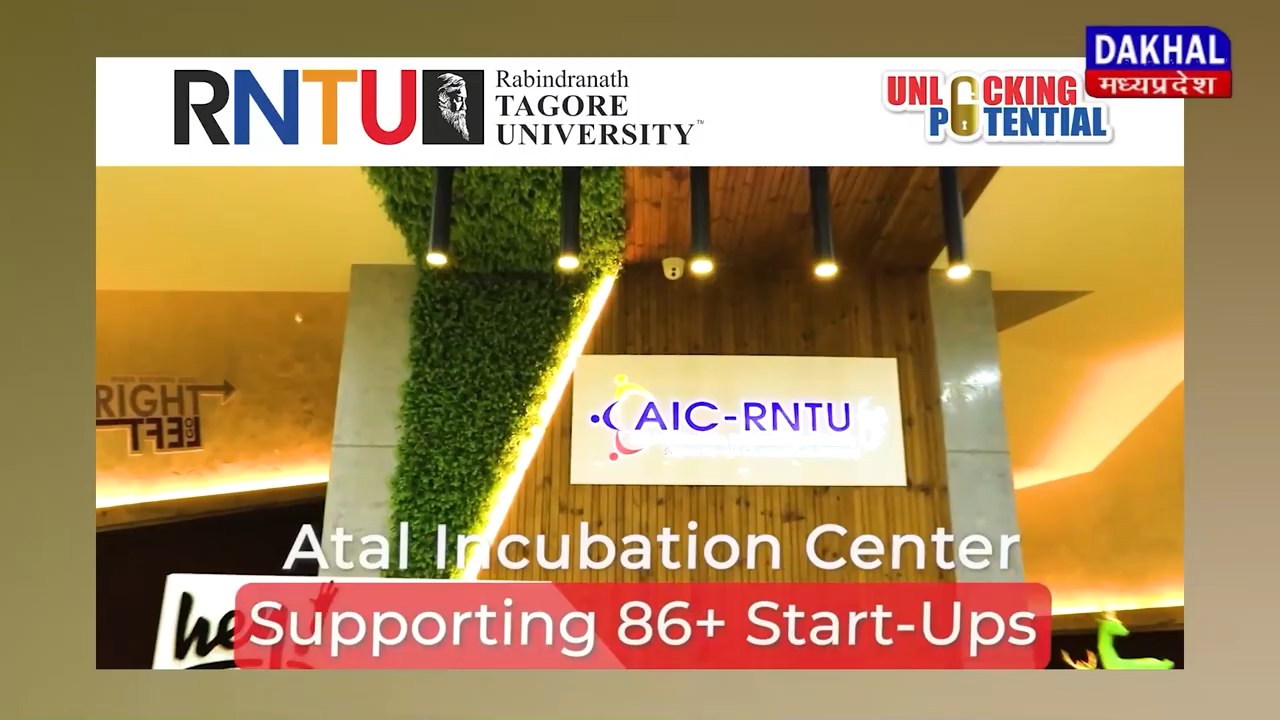 RNTU
Rabindranath
TAGORE
UNIVERSITY™
UNLOCKING
POTENTIAL
DAKHAL
मध्यप्रदेश
RIGHT
LEFT
GO
AIC-RNTU
Atal Incubation Center
Supporting 86+ Start-Ups